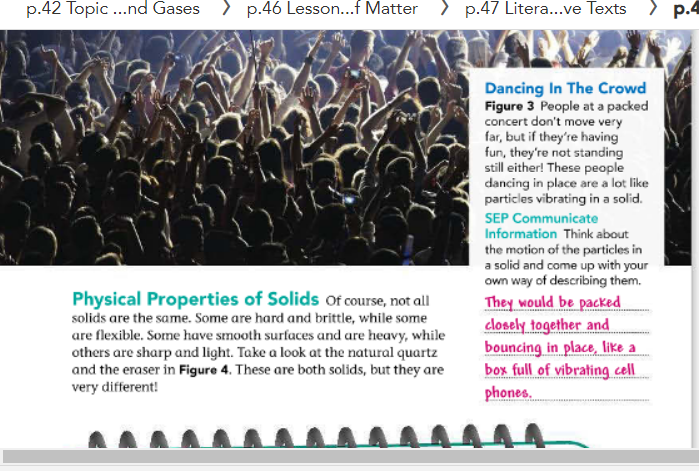 p.42 Topic ...nd Gases > p.46 Lesson...f Matter > p.47 Litera...ve Texts > p.4
Dancing In The Crowd
Figure 3 People at a packed
concert don't move very
far, but if they're having
fun, they're not standing
still either! These people
dancing in place are a lot like
particles vibrating in a solid.
SEP Communicate
Information Think about
the motion of the particles in
a solid and come up with your
own way of describing them.
They would be packed
closely together and
bouncing in place, like a
box full of vibrating cell
phones.
Physical Properties of Solids Of course, not all
solids are the same. Some are hard and brittle, while some
are flexible. Some have smooth surfaces and are heavy, while
others are sharp and light. Take a look at the natural quartz
and the eraser in Figure 4. These are both solids, but they are
very different!